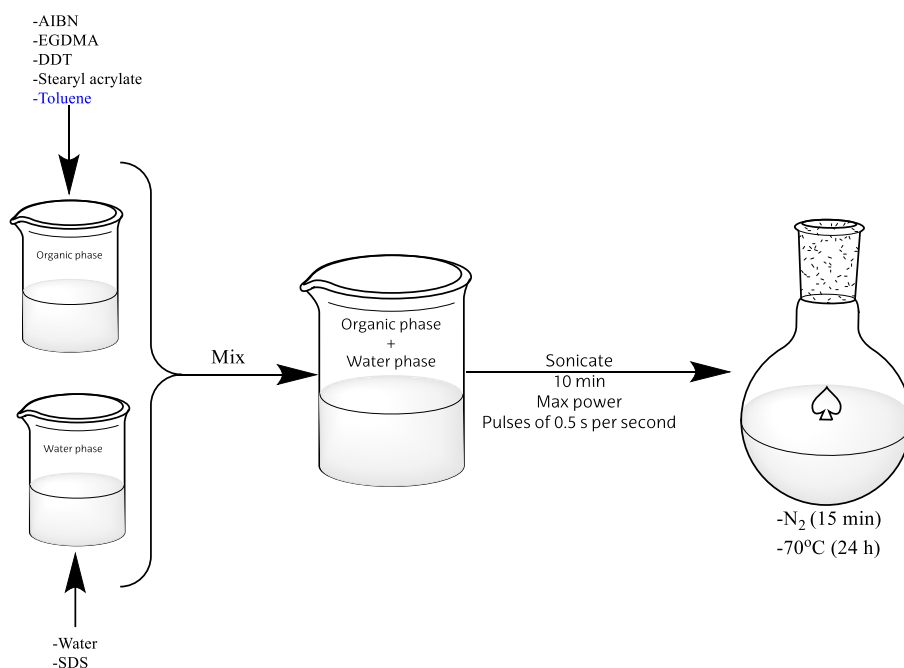 -AIBN
-EGDMA
-DDT
-Stearyl acrylate
-Toluene
Organic phase
Water phase
-Water
-SDS
Mix
Organic phase
+
Water phase
Sonicate
10 min
Max power
Pulses of 0.5 s per second
-N₂ (15 min)
-70°C (24 h)